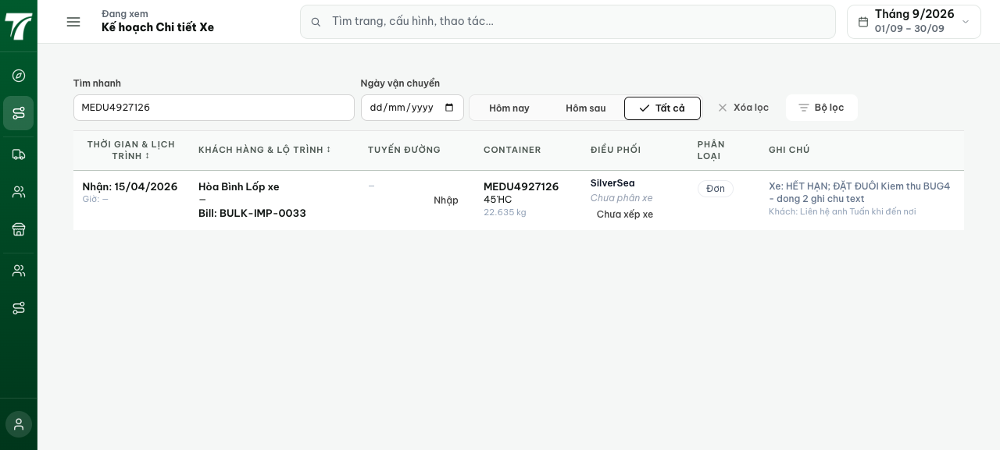 Đang xem
Kế hoạch Chi tiết Xe
Tìm trang, cấu hình, thao tác...
Tháng 9/2026
01/09 – 30/09
Tìm nhanh
Ngày vận chuyển
MEDU4927126
dd/mm/yyyy
Hôm nay
Hôm sau
Tất cả
Xóa lọc
Bộ lọc
THỜI GIAN & LỊCH
TRÌNH ↕
KHÁCH HÀNG & LỘ TRÌNH ↕
TUYẾN ĐƯỜNG
CONTAINER
ĐIỀU PHỐI
PHÂN
LOẠI
GHI CHÚ
Nhận: 15/04/2026
Giờ: —
Hòa Bình Lốp xe
—
Bill: BULK-IMP-0033
—
Nhập
MEDU4927126
45'HC
22.635 kg
SilverSea
Chưa phân xe
Chưa xếp xe
Đơn
Xe: HẾT HẠN; ĐẶT ĐUÔI Kiem thu BUG4
- dong 2 ghi chu text
Khách: Liên hệ anh Tuấn khi đến nơi